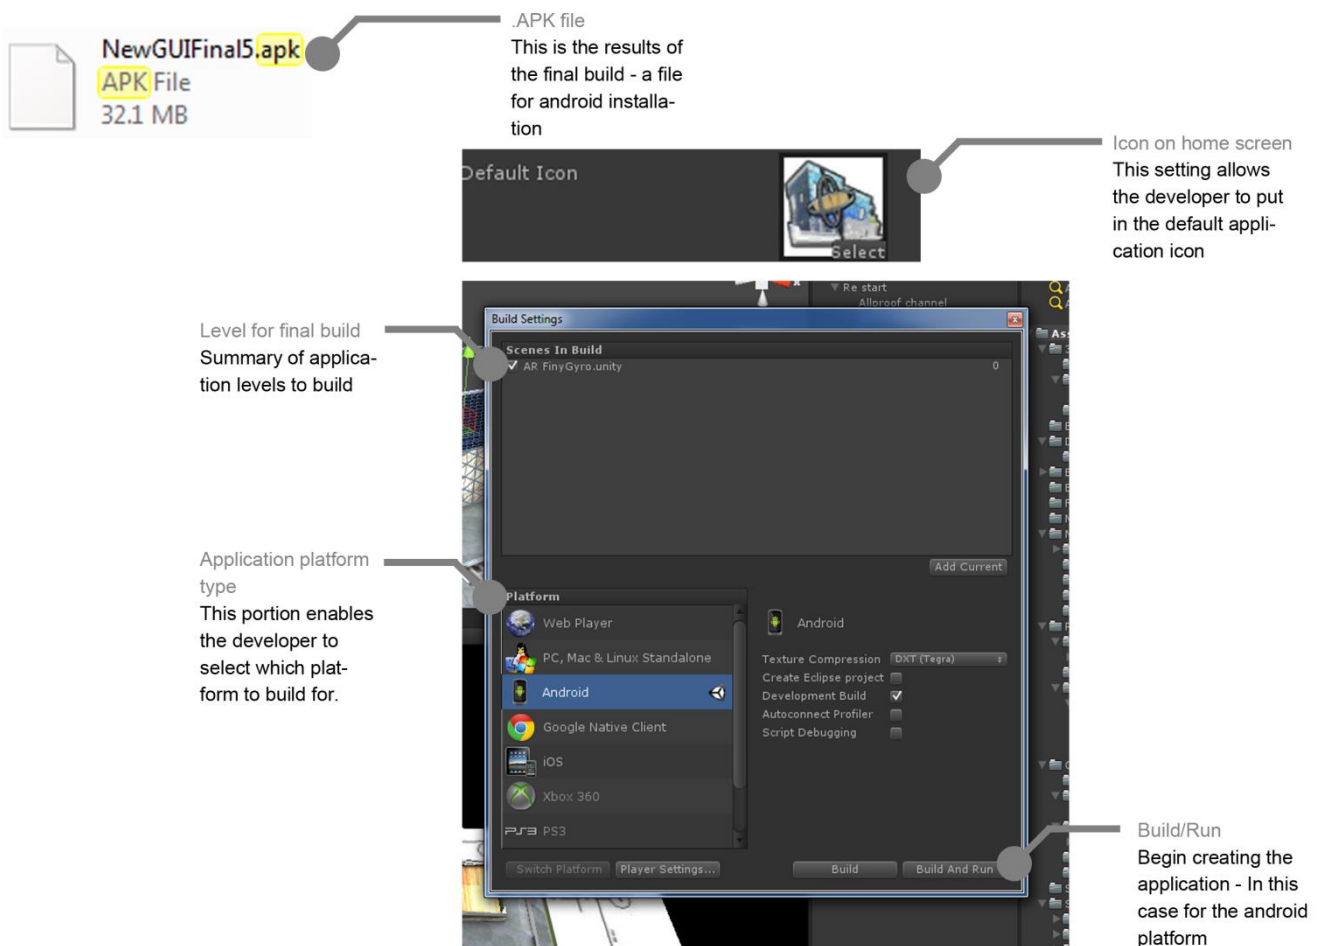 NewGUIFinal5.apk
APK File
32.1 MB
.APK file
This is the results of
the final build - a file
for android installa-
tion
Default Icon
Select
Icon on home screen
This setting allows
the developer to put
in the default appli-
cation icon
Re start
Allproof channel
Build Settings
Scenes In Build
AR FinyGyro.unity 0
Add Current
Level for final build
Summary of applica-
tion levels to build
Application platform
type
This portion enables
the developer to
select which plat-
form to build for.
Platform
Web Player
PC, Mac & Linux Standalone
Android
Google Native Client
iOS
Xbox 360
PS3 PS3
Android
Texture Compression DXT (Tegra)
Create Eclipse project
Development Build
Autoconnect Profiler
Script Debugging
Switch Platform Player Settings... Build Build And Run
Build/Run
Begin creating the
application - In this
case for the android
platform